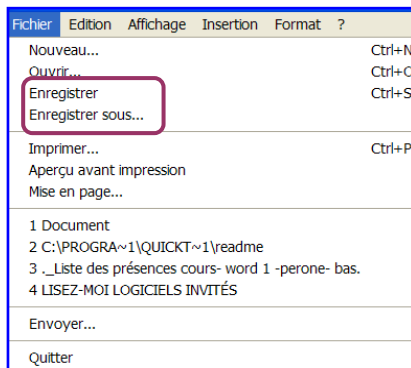 Fichier Edition Affichage Insertion Format ?
Nouveau... Ctrl+N
Ouvrir... Ctrl+O
Enregistrer Ctrl+S
Enregistrer sous...
Imprimer... Ctrl+P
Aperçu avant impression
Mise en page...
1 Document
2 C:\PROGRA~1\QUICKT~1\readme
3 ._Liste des présences cours- word 1 -perone- bas.
4 LISEZ-MOI LOGICIELS INVITÉS
Envoyer...
Quitter